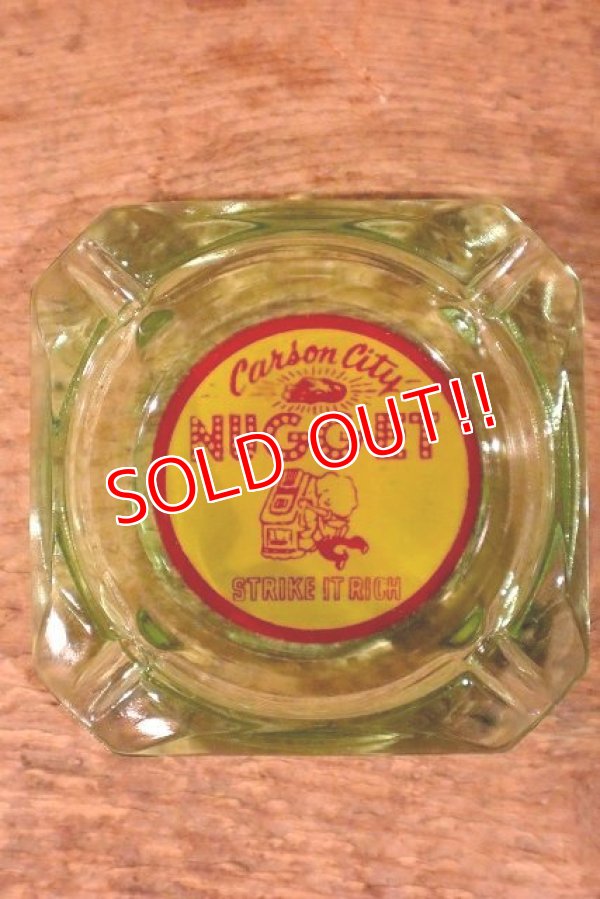 Carson City
NUGGET
SOLD OUT!!
STRIKE IT RICH